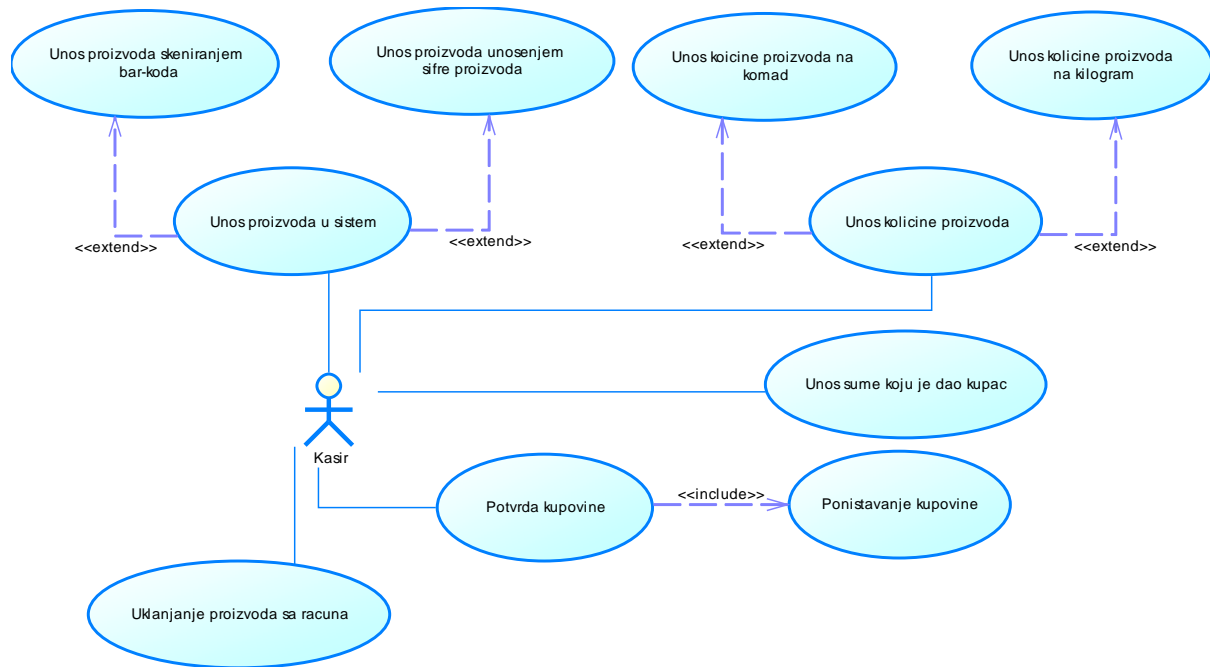 Unos proizvoda skeniranjem
bar-koda
Unos proizvoda unosenjem
sifre proizvoda
Unos koicine proizvoda na
komad
Unos kolicine proizvoda
na kilogram
Unos proizvoda u sistem
Unos kolicine proizvoda
<<extend>>
<<extend>>
<<extend>>
<<extend>>
Unos sume koju je dao kupac
Kasir
Potvrda kupovine
<<include>>
Ponistavanje kupovine
Uklanjanje proizvoda sa racuna